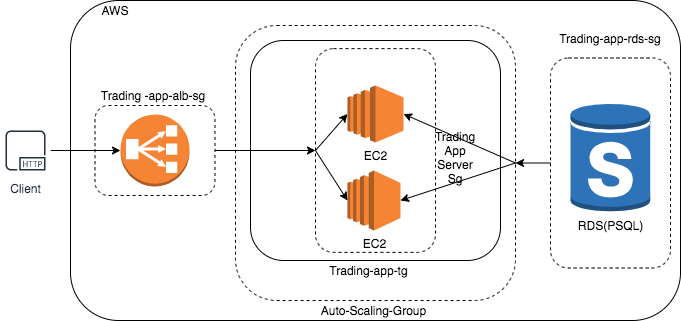 AWS
Trading-app-rds-sg
Trading -app-alb-sg
HTTP
Client
EC2
Trading
App
Server
Sg
EC2
S
RDS(PSQL)
Trading-app-tg
Auto-Scaling-Group